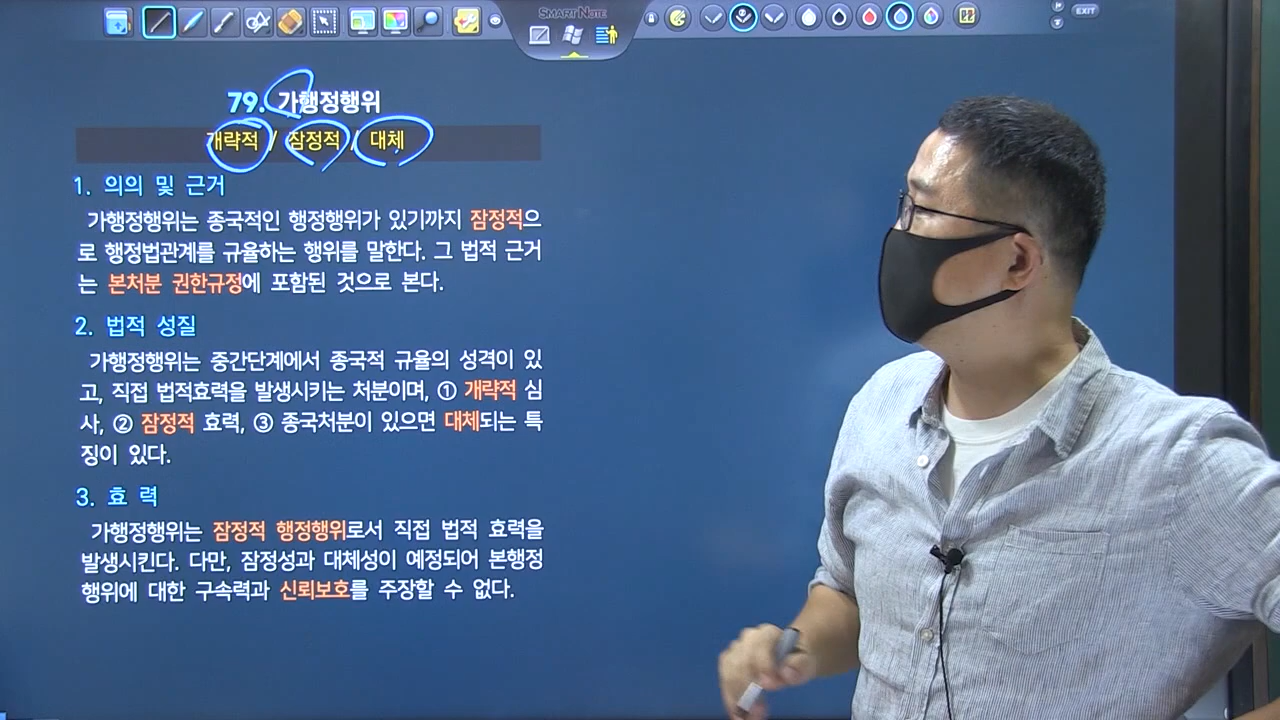 SMARTNOTE
EXIT
79. 가행정행위
개략적 / 잠정적 / 대체
1. 의의 및 근거
가행정행위는 종국적인 행정행위가 있기까지 잠정적으
로 행정법관계를 규율하는 행위를 말한다. 그 법적 근거
는 본처분 권한규정에 포함된 것으로 본다.
2. 법적 성질
가행정행위는 중간단계에서 종국적 규율의 성격이 있
고, 직접 법적효력을 발생시키는 처분이며, ① 개략적 심
사, ② 잠정적 효력, ③ 종국처분이 있으면 대체되는 특
징이 있다.
3. 효 력
가행정행위는 잠정적 행정행위로서 직접 법적 효력을
발생시킨다. 다만, 잠정성과 대체성이 예정되어 본행정
행위에 대한 구속력과 신뢰보호를 주장할 수 없다.